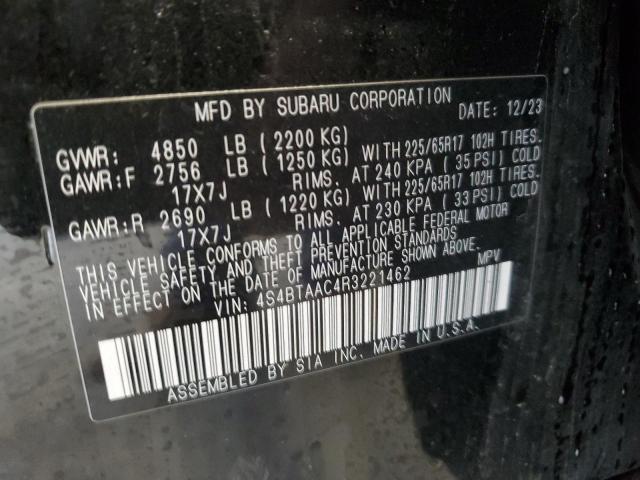 MFD BY SUBARU CORPORATION DATE: 12/23
GVWR: 4850 LB (2200 KG)
GAWR:F 2756 LB (1250 KG) WITH 225/65R17 102H TIRES.
17X7J RIMS. AT 240 KPA (35 PSI) COLD
GAWR:R 2690 LB (1220 KG) WITH 225/65R17 102H TIRES.
17X7J RIMS. AT 230 KPA (33 PSI) COLD
THIS VEHICLE CONFORMS TO ALL APPLICABLE FEDERAL MOTOR
VEHICLE SAFETY AND THEFT PREVENTION STANDARDS
IN EFFECT ON THE DATE OF MANUFACTURE SHOWN ABOVE.
VIN: 4S4BTAAC4R3221462 MPV
ASSEMBLED BY SIA INC. MADE IN U.S.A.